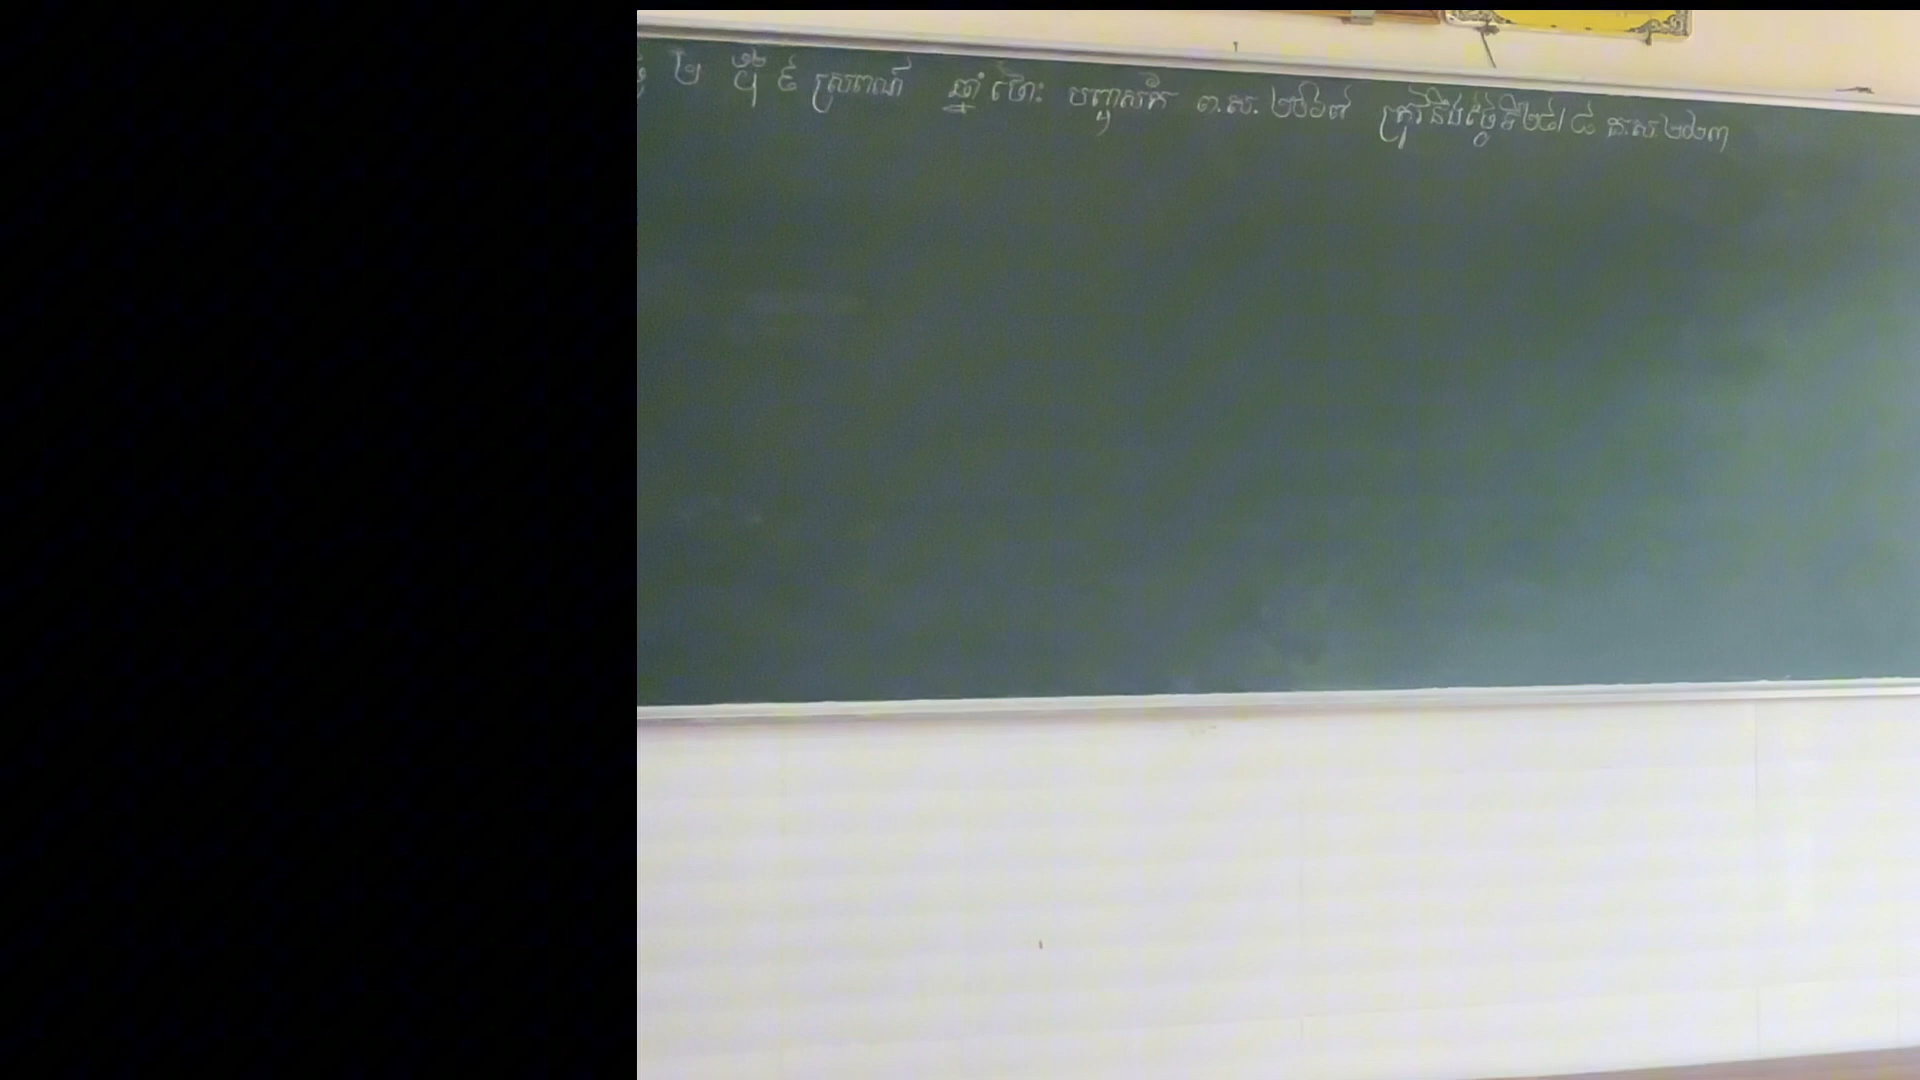 ២ ស្រាពណ៍ ឆ្នាំ ថោះ បញ្ចស័ក ព.ស. ២៥៦៧ ត្រូវនឹងថ្ងៃទី២៤/ ៨ គ.ស ២០២៣